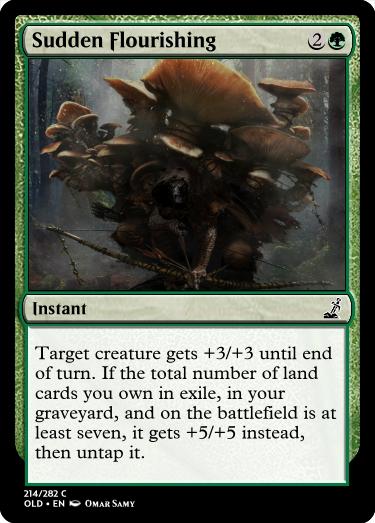 Sudden Flourishing 2
Instant
Target creature gets +3/+3 until end
of turn. If the total number of land
cards you own in exile, in your
graveyard, and on the battlefield is at
least seven, it gets +5/+5 instead,
then untap it.
214/282 C
OLD • EN Omar Samy